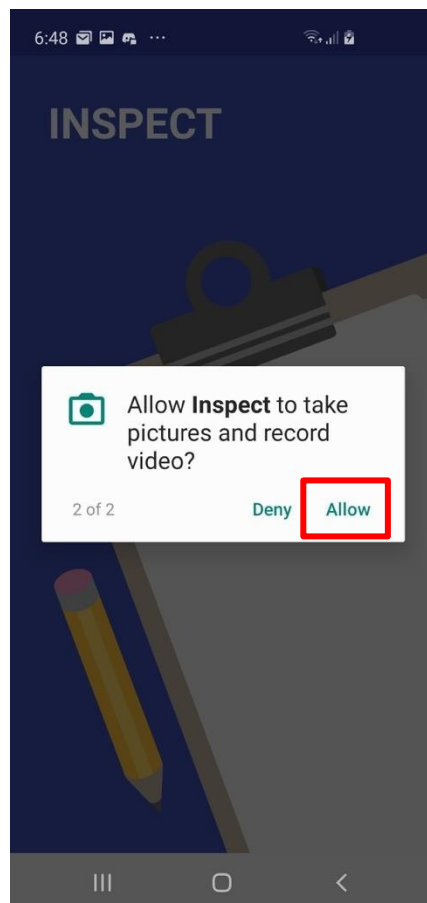 6:48
INSPECT
Allow Inspect to take
pictures and record
video?
2 of 2 Deny Allow